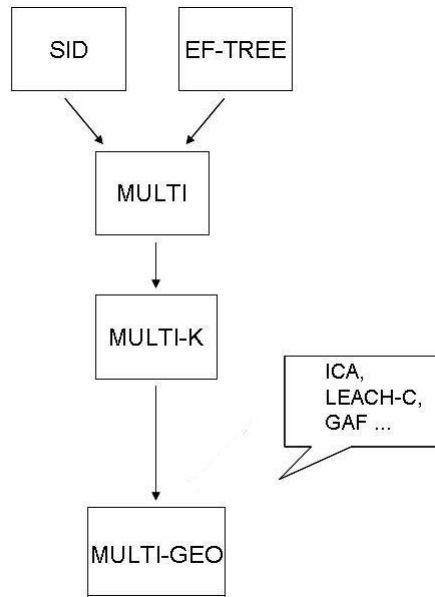 SID
EF-TREE
MULTI
MULTI-K
ICA,
LEACH-C,
GAF ...
MULTI-GEO